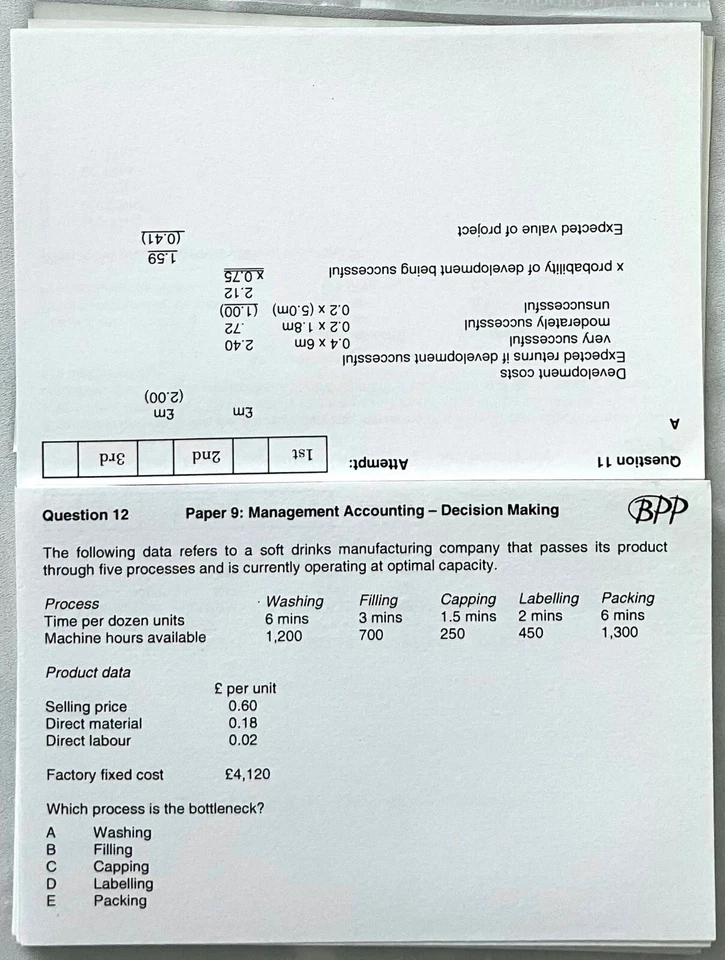 Question 11 Attempt: 1st 2nd 3rd
A
£m £m
Development costs (2.00)
Expected returns if development successful
very successful 0.4 x 6m 2.40
moderately successful 0.2 x 1.8m .72
unsuccessful 0.2 x (5.0m) (1.00)
2.12
x probability of development being successful x 0.75
1.59
Expected value of project (0.41)
Question 12 Paper 9: Management Accounting – Decision Making BPP
The following data refers to a soft drinks manufacturing company that passes its product
through five processes and is currently operating at optimal capacity.
Process Washing Filling Capping Labelling Packing
Time per dozen units 6 mins 3 mins 1.5 mins 2 mins 6 mins
Machine hours available 1,200 700 250 450 1,300
Product data
£ per unit
Selling price 0.60
Direct material 0.18
Direct labour 0.02
Factory fixed cost £4,120
Which process is the bottleneck?
A Washing
B Filling
C Capping
D Labelling
E Packing